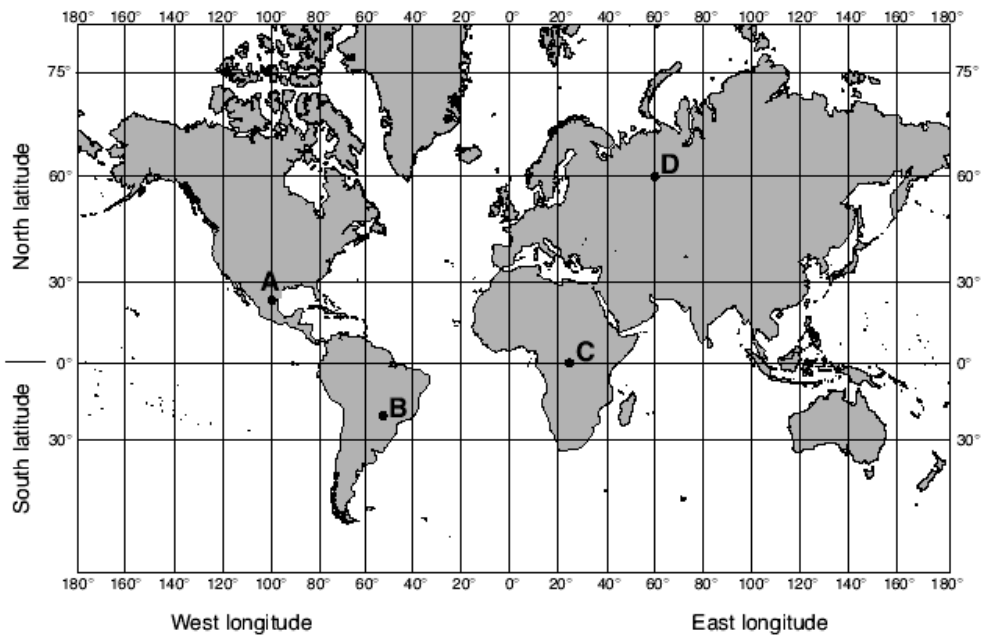 180° 160° 140° 120° 100° 80° 60° 40° 20° 0° 20° 40° 60° 80° 100° 120° 140° 160° 180°
75° 75°
North latitude
60° D 60°
30° A 30°
0° C 0°
B
South latitude
30° 30°
180° 160° 140° 120° 100° 80° 60° 40° 20° 0° 20° 40° 60° 80° 100° 120° 140° 160° 180°
West longitude East longitude